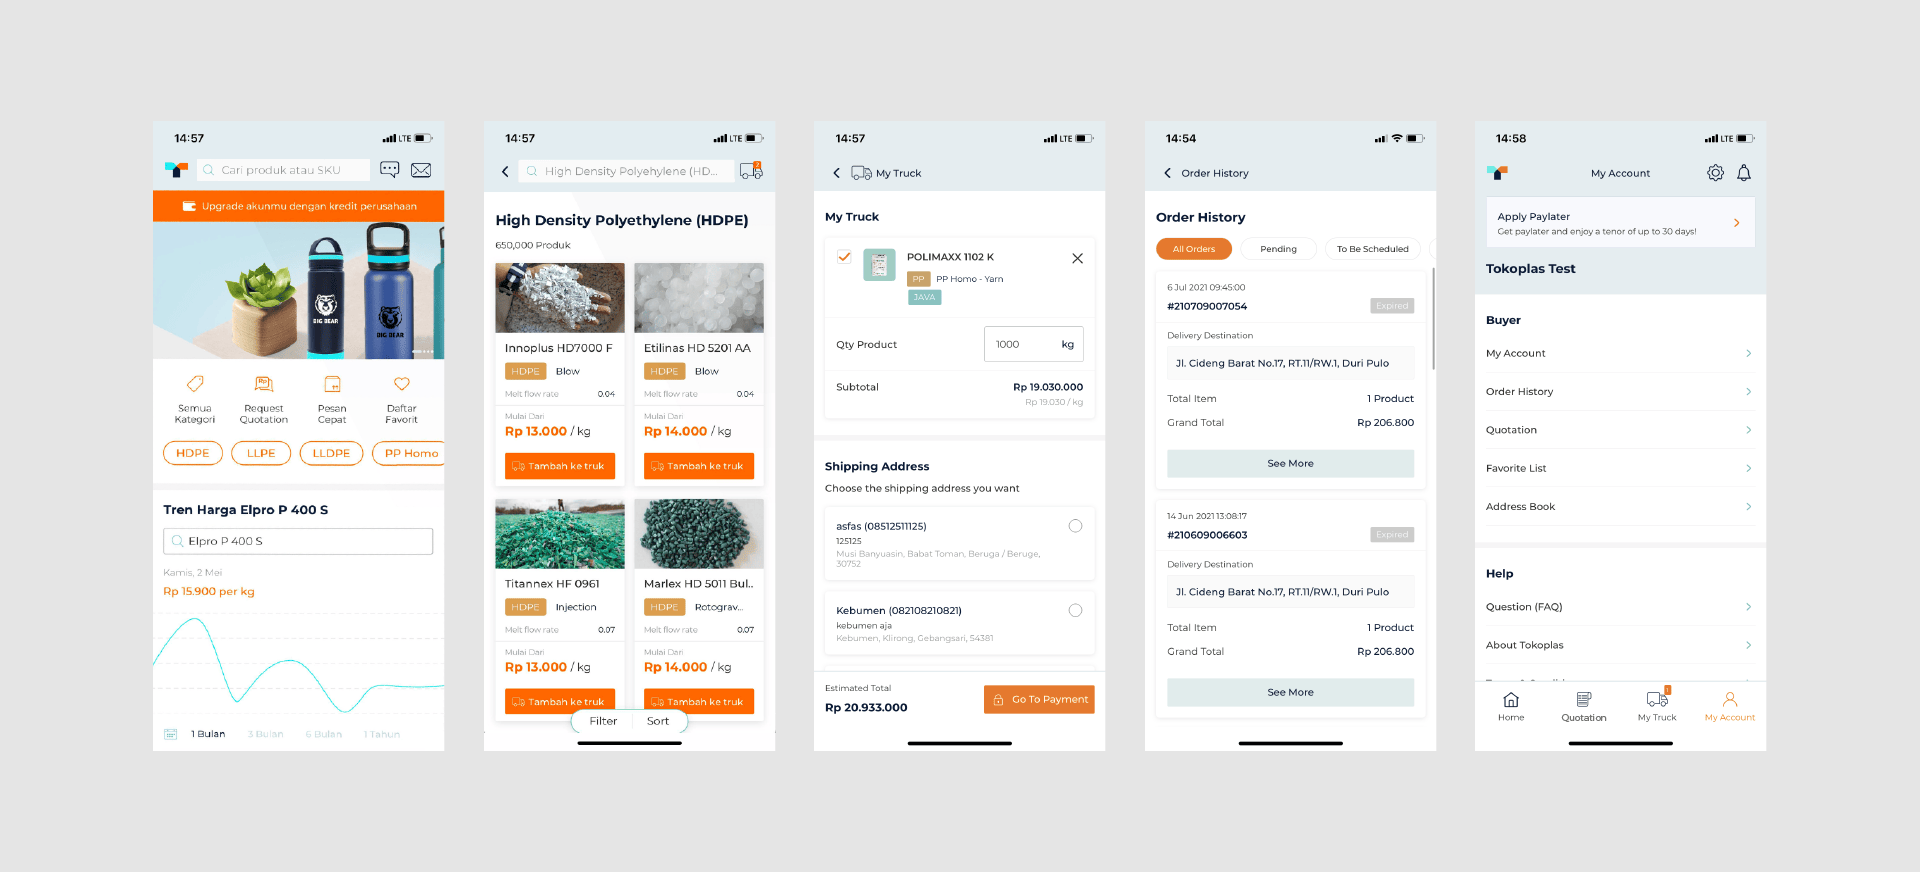 14:57
LTE
Cari produk atau SKU
Upgrade akunmu dengan kredit perusahaan
BIG BEAR
BIG BEAR
Semua Kategori
Request Quotation
Pesan Cepat
Daftar Favorit
HDPE
LLPE
LLDPE
PP Homo
Tren Harga Elpro P 400 S
Elpro P 400 S
Kamis, 2 Mei
Rp 15.900 per kg
1 Bulan
3 Bulan
6 Bulan
1 Tahun
14:57
LTE
High Density Polyehylene (HD...
2
High Density Polyethylene (HDPE)
650,000 Produk
Innoplus HD7000 F
HDPE Blow
Melt flow rate 0.04
Mulai Dari
Rp 13.000 / kg
Tambah ke truk
Etilinas HD 5201 AA
HDPE Blow
Melt flow rate 0.04
Mulai Dari
Rp 14.000 / kg
Tambah ke truk
Titannex HF 0961
HDPE Injection
Melt flow rate 0.07
Mulai Dari
Rp 13.000 / kg
Tambah ke truk
Marlex HD 5011 Bul..
HDPE Rotograv...
Melt flow rate 0.07
Mulai Dari
Rp 14.000 / kg
Tambah ke truk
Filter
Sort
14:57
LTE
My Truck
My Truck
POLIMAXX 1102 K
PP PP Homo - Yarn
JAVA
Qty Product 1000 kg
Subtotal Rp 19.030.000
Rp 19.030 / kg
Shipping Address
Choose the shipping address you want
asfas (08512511125)
125125
Musi Banyuasin, Babat Toman, Beruga / Beruge,
30752
Kebumen (082108210821)
kebumen aja
Kebumen, Klirong, Gebangsari, 54381
Estimated Total
Rp 20.933.000
Go To Payment
14:54
Order History
Order History
All Orders
Pending
To Be Scheduled
6 Jul 2021 09:45:00
#210709007054 Expired
Delivery Destination
Jl. Cideng Barat No.17, RT.11/RW.1, Duri Pulo
Total Item 1 Product
Grand Total Rp 206.800
See More
14 Jun 2021 13:08:17
#210609006603 Expired
Delivery Destination
Jl. Cideng Barat No.17, RT.11/RW.1, Duri Pulo
Total Item 1 Product
Grand Total Rp 206.800
See More
14:58
LTE
My Account
Apply Paylater
Get paylater and enjoy a tenor of up to 30 days!
Tokoplas Test
Buyer
My Account
Order History
Quotation
Favorite List
Address Book
Help
Question (FAQ)
About Tokoplas
1
Home
Quotation
My Truck
My Account